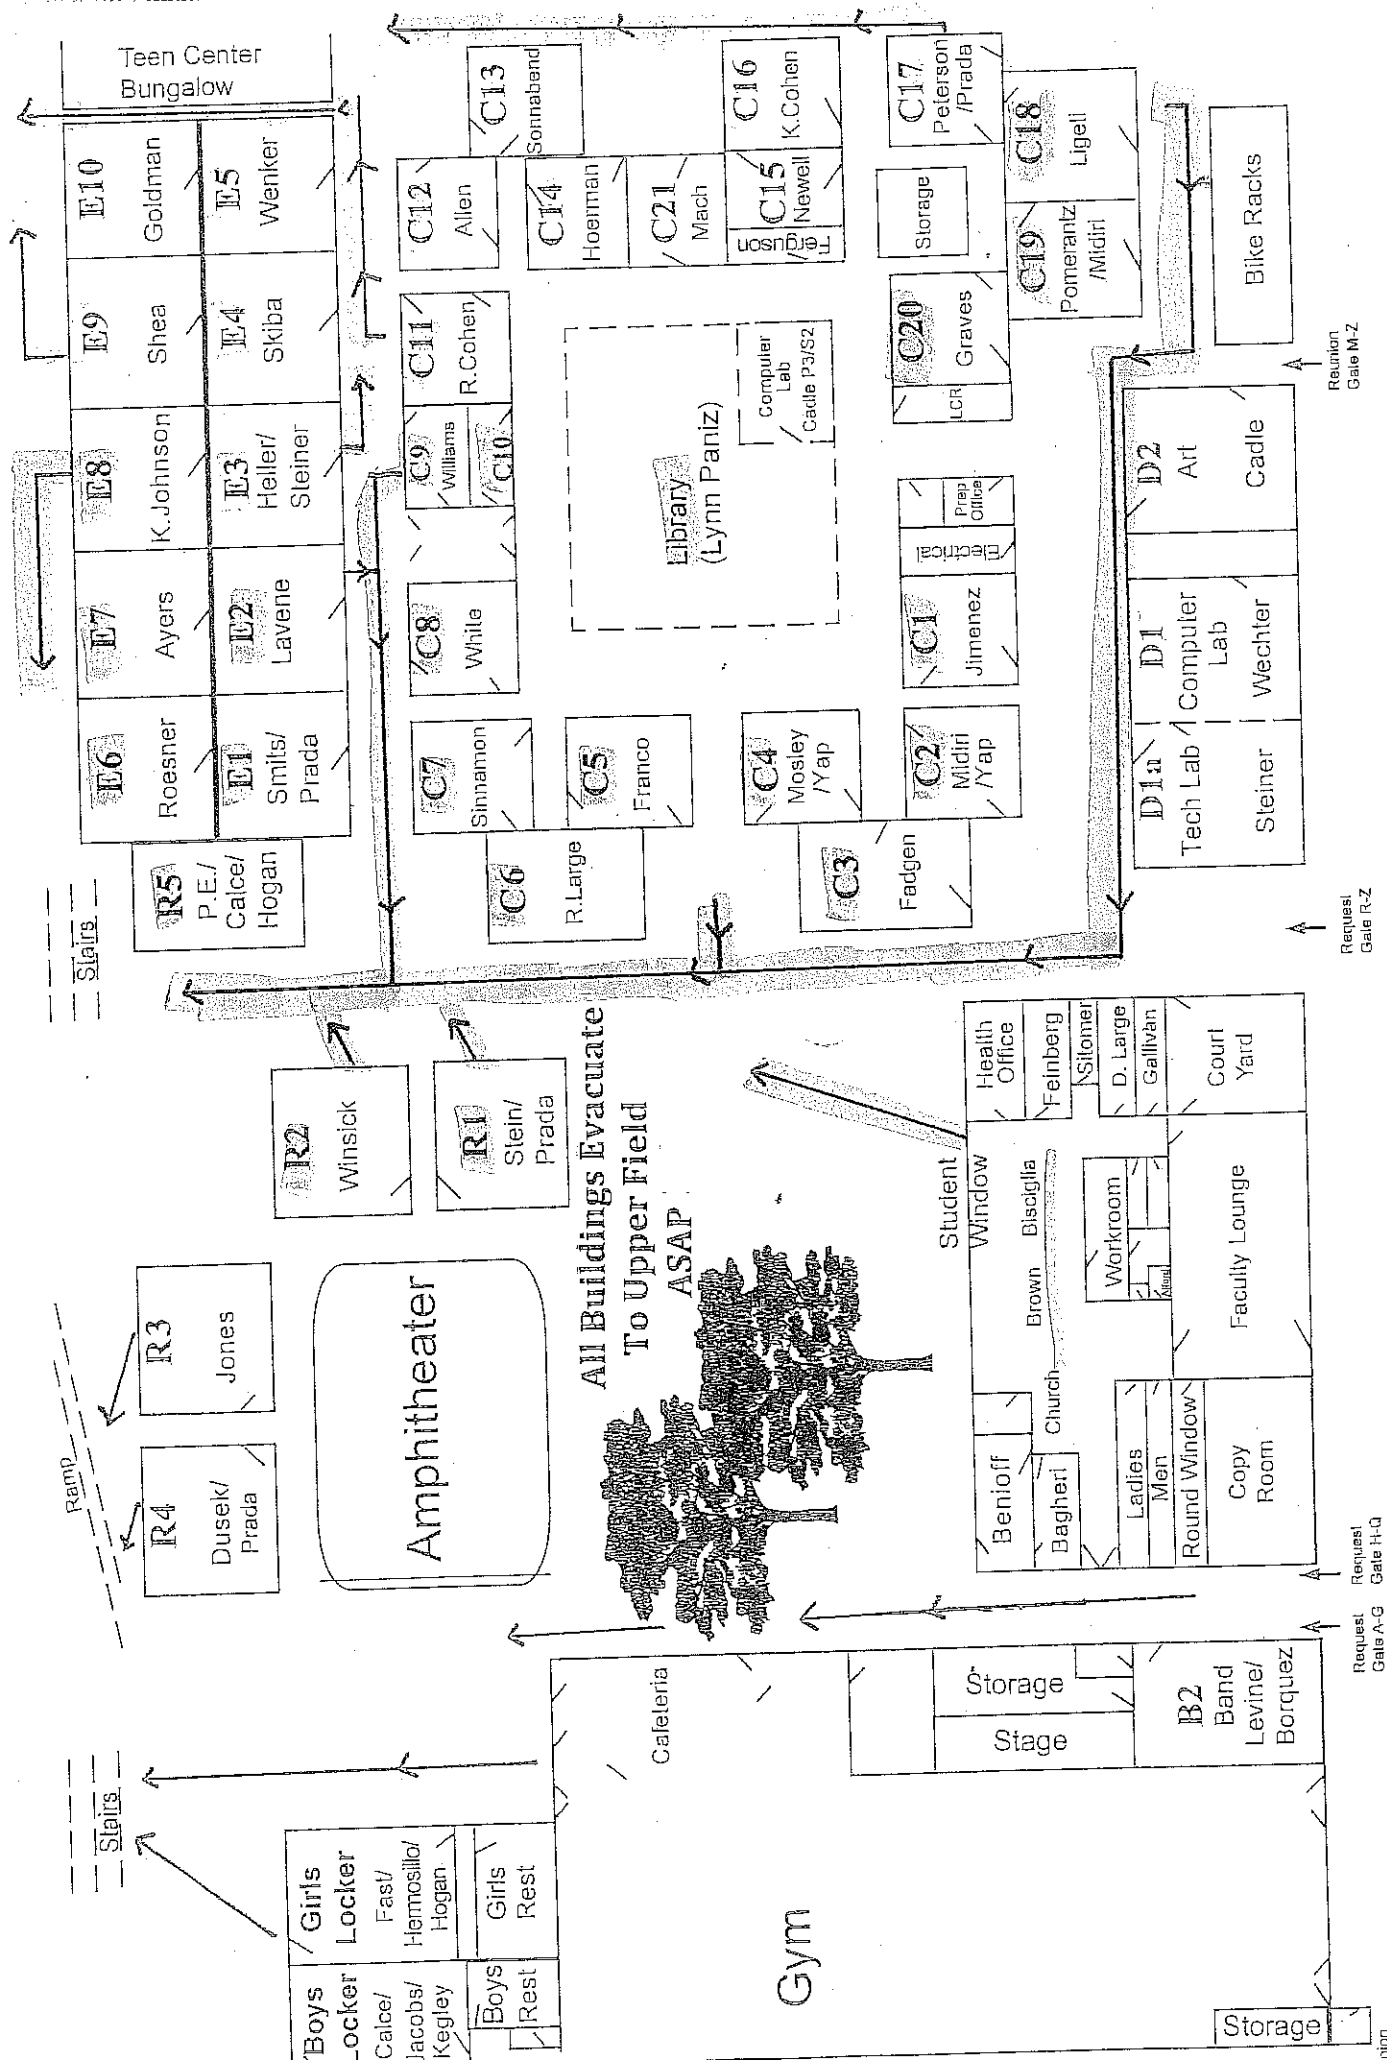 Teen Center
Bungalow
E10
Goldman
E5
Wenker
E9
Shea
E4
Skiba
E8
K.Johnson
E3
Heller/
Steiner
E7
Ayers
E2
Lavene
E6
Roesner
E1
Smits/
Prada
R5
P.E./
Calce/
Hogan
Stairs
C13
Sonnabend
C12
Allen
C14
Hoerman
C21
Mach
C16
K.Cohen
C15
Newell
Ferguson/
C17
Peterson
/Prada
C18
Ligeti
C19
Pomerantz
/Midiri
Storage
C20
Graves
LCR
C11
R.Cohen
C9
Williams
C10
C8
White
C7
Sinnamon
C5
Franco
C6
R.Large
C4
Mosley
/Yap
C2
Midiri
/Yap
C3
Fadgen
C1
Jimenez
Electrical
Prep
Office
Library
(Lynn Paniz)
Computer
Lab
Cadle P3/S2
Bike Racks
Reunion
Gate M-Z
D2
Art
Cadle
D1
Computer
Lab
Wechter
D1a
Tech Lab
Steiner
Request
Gate R-Z
R2
Winsick
R1
Stein/
Prada
R3
Jones
R4
Dusek/
Prada
Ramp
Amphitheater
All Buildings Evacuate
To Upper Field
ASAP
Student
Window
Health
Office
Feinberg
Sitomer
D. Large
Gallivan
Court
Yard
Brown
Bisciglia
Church
Workroom
Faculty Lounge
Benioff
Bagheri
Ladies
Men
Round Window
Copy
Room
Request
Gate H-Q
Request
Gate A-G
Stairs
Girls
Locker
Fast/
Hermosillo/
Hogan
Girls
Rest
Boys
Locker
Calce/
Jacobs/
Kegley
Boys
Rest
Cafeteria
Storage
Stage
B2
Band
Levine/
Borquez
Gym
Storage